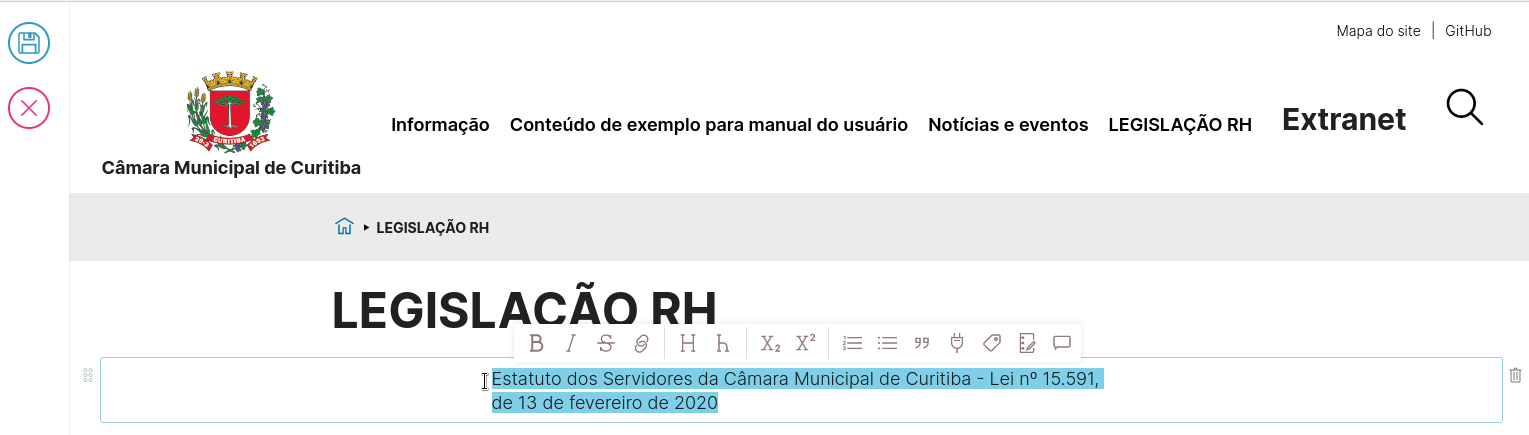 Mapa do site | GitHub
CURITIBA
Câmara Municipal de Curitiba
Informação Conteúdo de exemplo para manual do usuário Notícias e eventos LEGISLAÇÃO RH Extranet
LEGISLAÇÃO RH
LEGISLAÇÃO RH
B I S H h X₂ X²
Estatuto dos Servidores da Câmara Municipal de Curitiba - Lei nº 15.591,
de 13 de fevereiro de 2020